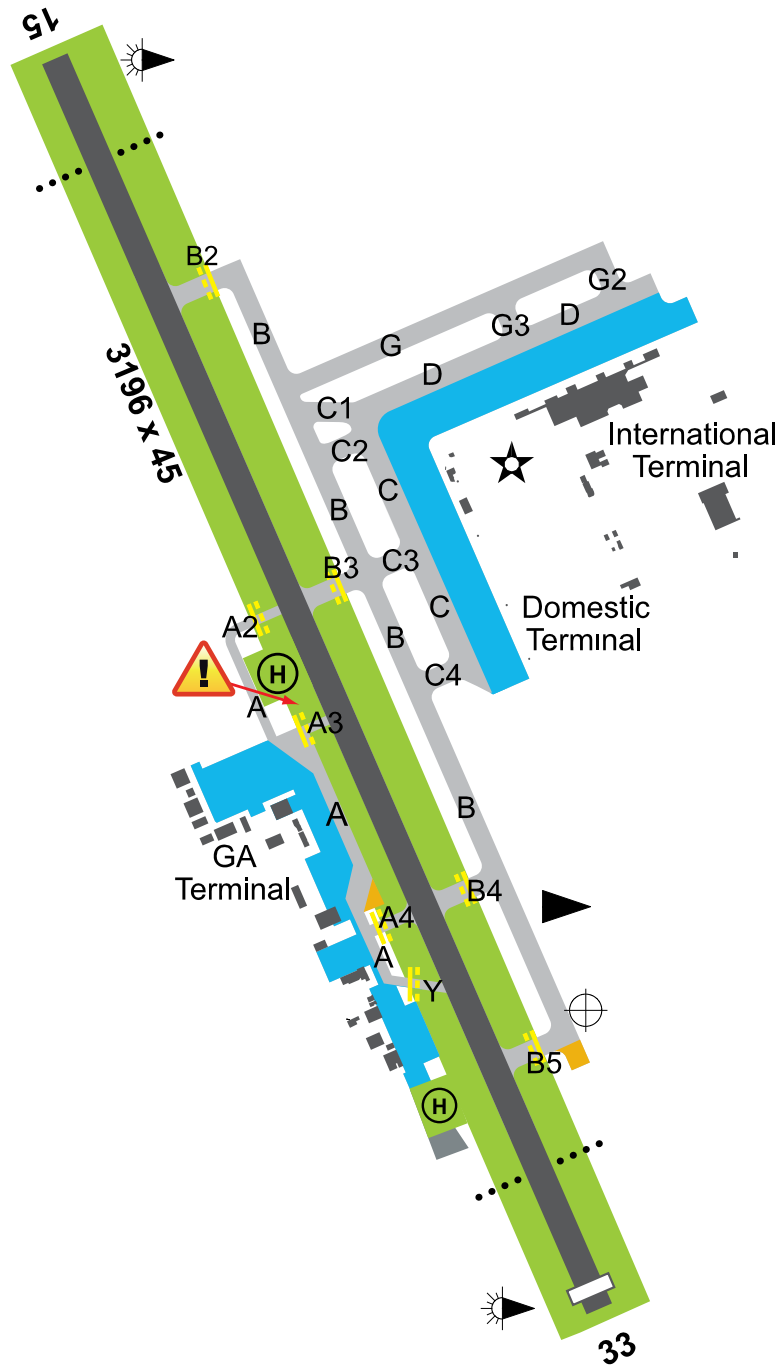 15
B2
G2
G3
D
B
G
D
3196 x 45
C1
International
Terminal
C2
C
B
C3
B3
Domestic
Terminal
C
A2
B
H
!
C4
A
A3
B
A
GA
Terminal
B4
A4
A
Y
B5
H
33